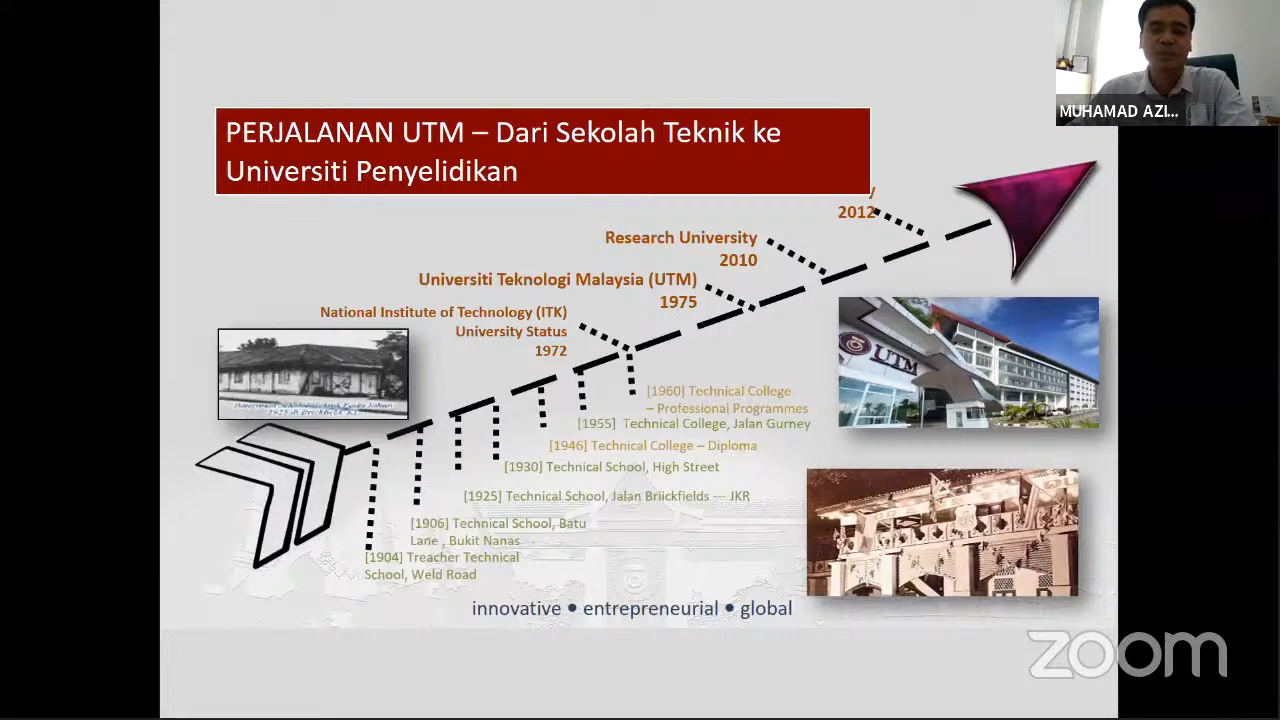 MUHAMAD AZI...
PERJALANAN UTM – Dari Sekolah Teknik ke
Universiti Penyelidikan
2012
Research University
2010
Universiti Teknologi Malaysia (UTM)
1975
National Institute of Technology (ITK)
University Status
1972
UTM
[1960] Technical College
– Professional Programmes
[1955] Technical College, Jalan Gurney
[1946] Technical College – Diploma
[1930] Technical School, High Street
[1925] Technical School, Jalan Briickfields --- JKR
[1906] Technical School, Batu
Lane , Bukit Nanas
[1904] Treacher Technical
School, Weld Road
innovative • entrepreneurial • global
zoom